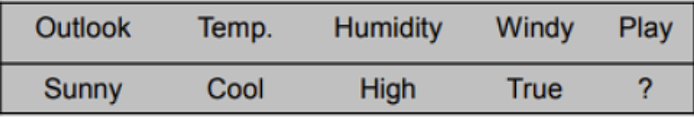 Outlook Temp. Humidity Windy Play
Sunny Cool High True ?